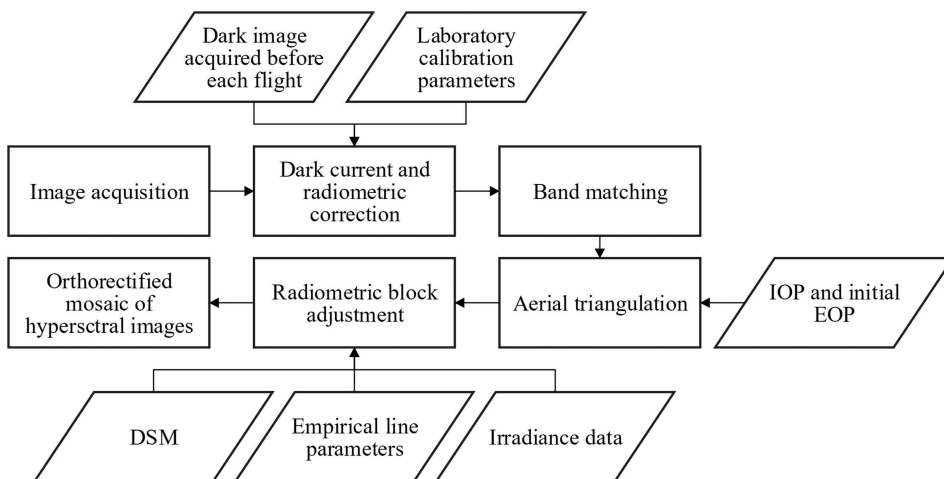 Dark image
acquired before
each flight
Laboratory
calibration
parameters
Image acquisition
Dark current and
radiometric
correction
Band matching
Orthorectified
mosaic of
hypersctral images
Radiometric block
adjustment
Aerial triangulation
IOP and initial
EOP
DSM
Empirical line
parameters
Irradiance data